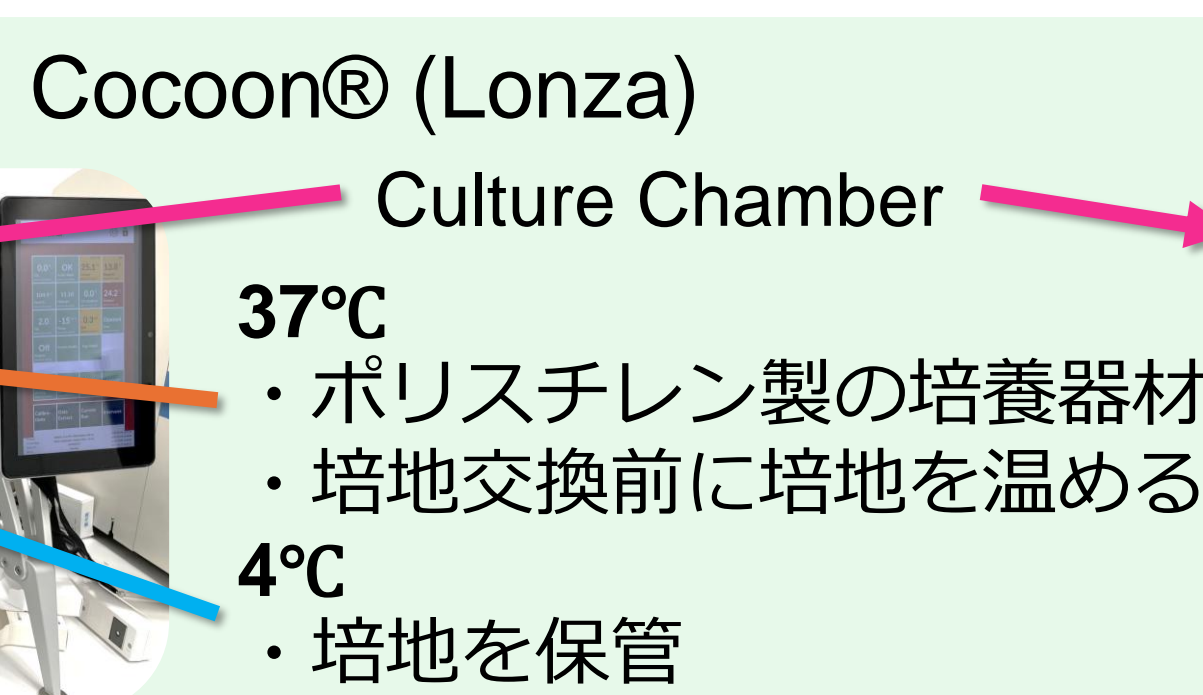 Cocoon® (Lonza)
Culture Chamber
37℃
・ポリスチレン製の培養器材
・培地交換前に培地を温める
4℃
・培地を保管